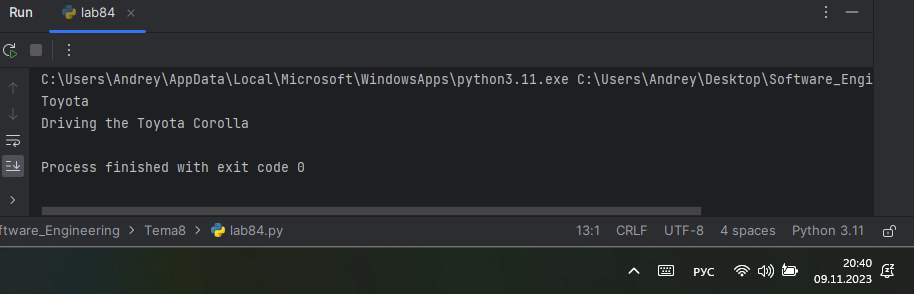 Run lab84
C:\Users\Andrey\AppData\Local\Microsoft\WindowsApps\python3.11.exe C:\Users\Andrey\Desktop\Software_Engi
Toyota
Driving the Toyota Corolla
Process finished with exit code 0
ftware_Engineering > Tema8 > lab84.py 13:1 CRLF UTF-8 4 spaces Python 3.11
РУС 20:40
09.11.2023